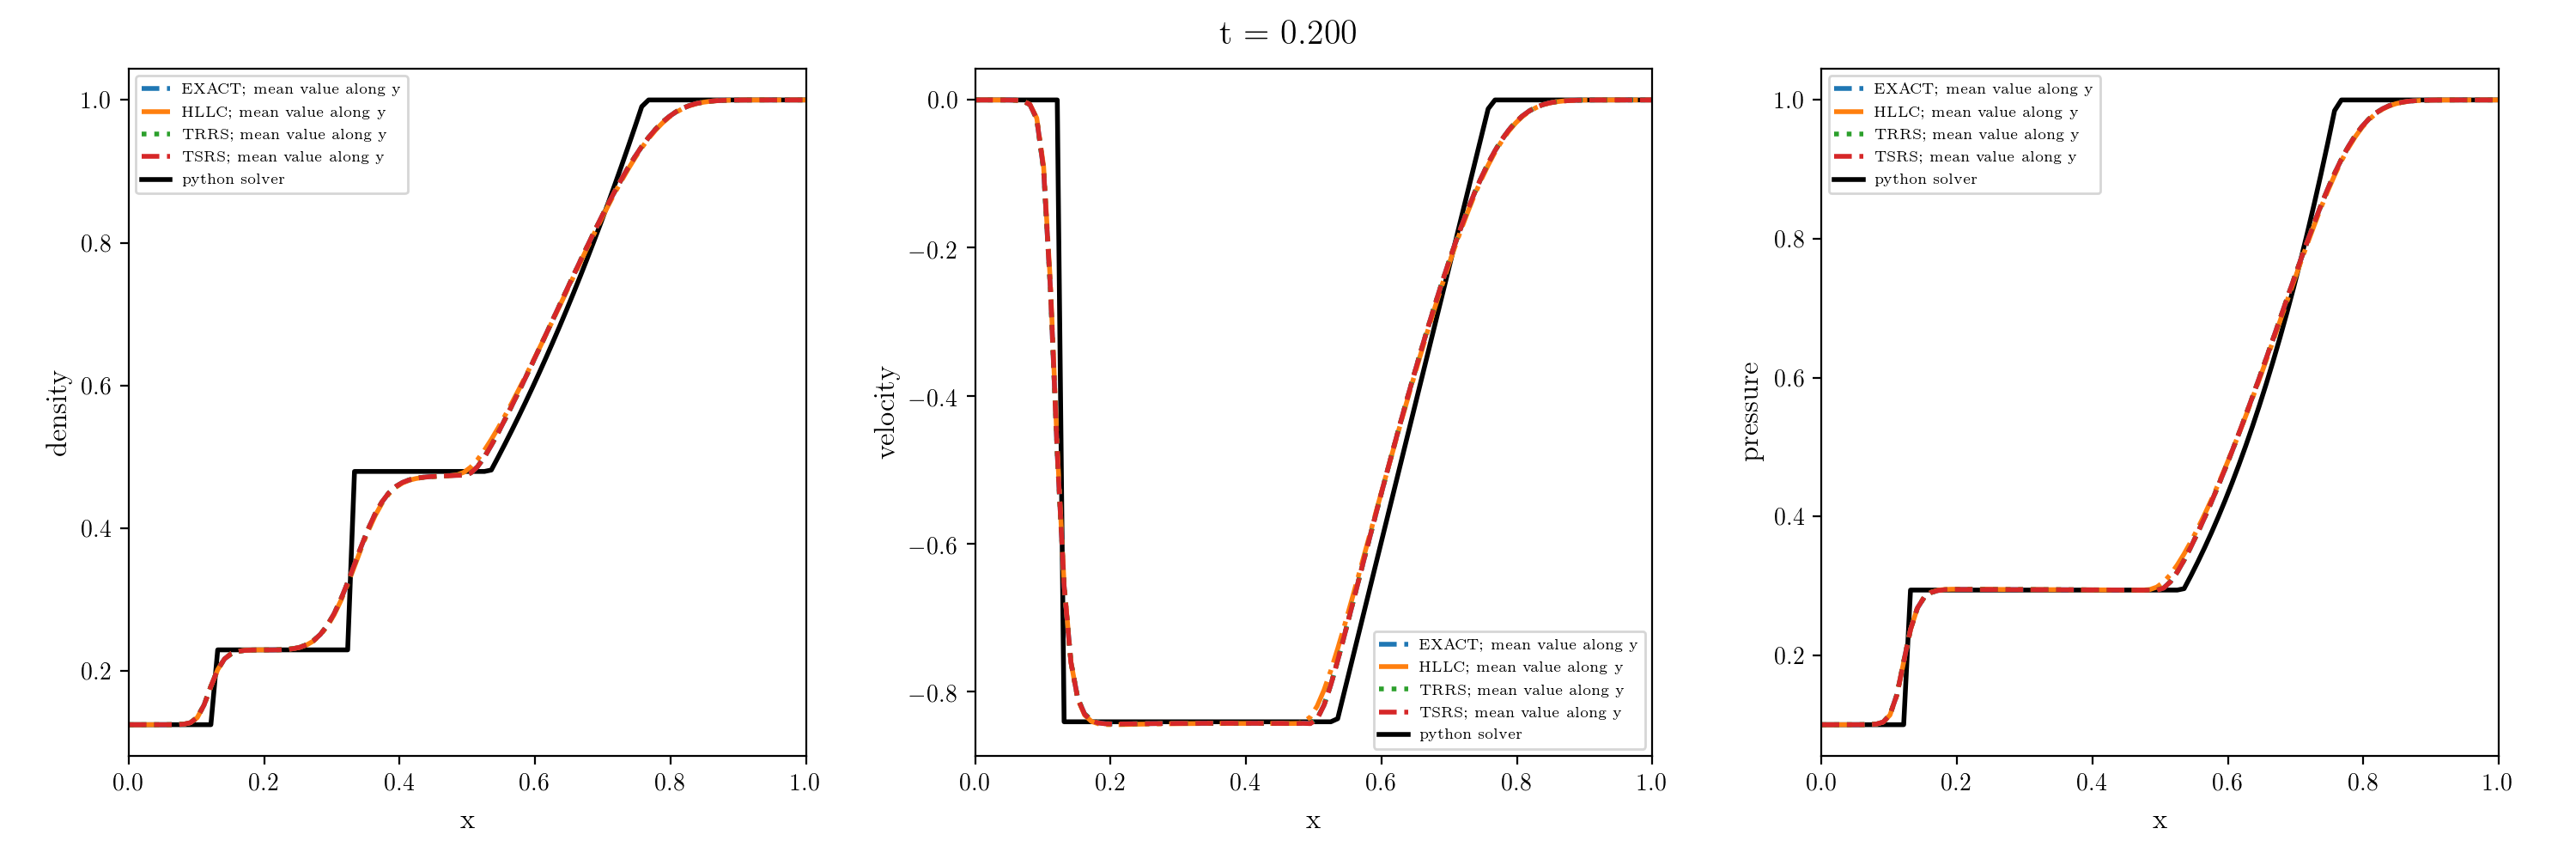 t = 0.200
EXACT; mean value along y
HLLC; mean value along y
TRRS; mean value along y
TSRS; mean value along y
python solver
density
1.0
0.8
0.6
0.4
0.2
0.0 0.2 0.4 0.6 0.8 1.0
x
velocity
0.0
−0.2
−0.4
−0.6
−0.8
EXACT; mean value along y
HLLC; mean value along y
TRRS; mean value along y
TSRS; mean value along y
python solver
0.0 0.2 0.4 0.6 0.8 1.0
x
EXACT; mean value along y
HLLC; mean value along y
TRRS; mean value along y
TSRS; mean value along y
python solver
pressure
1.0
0.8
0.6
0.4
0.2
0.0 0.2 0.4 0.6 0.8 1.0
x